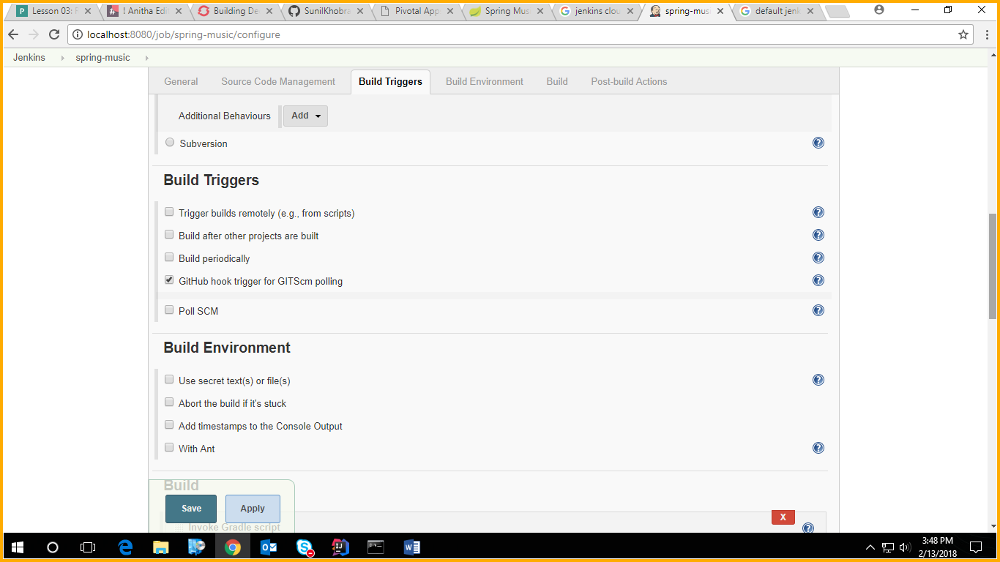 Lesson 03: F
! Anitha Edi
Building De
SunilKhobra
Pivotal App
Spring Mus
jenkins clou
spring-musi
default jenk
localhost:8080/job/spring-music/configure
Jenkins spring-music
General Source Code Management Build Triggers Build Environment Build Post-build Actions
Additional Behaviours Add
Subversion
Build Triggers
Trigger builds remotely (e.g., from scripts)
Build after other projects are built
Build periodically
GitHub hook trigger for GITScm polling
Poll SCM
Build Environment
Use secret text(s) or file(s)
Abort the build if it's stuck
Add timestamps to the Console Output
With Ant
Build
Save Apply
X
Invoke Gradle script
3:48 PM
2/13/2018